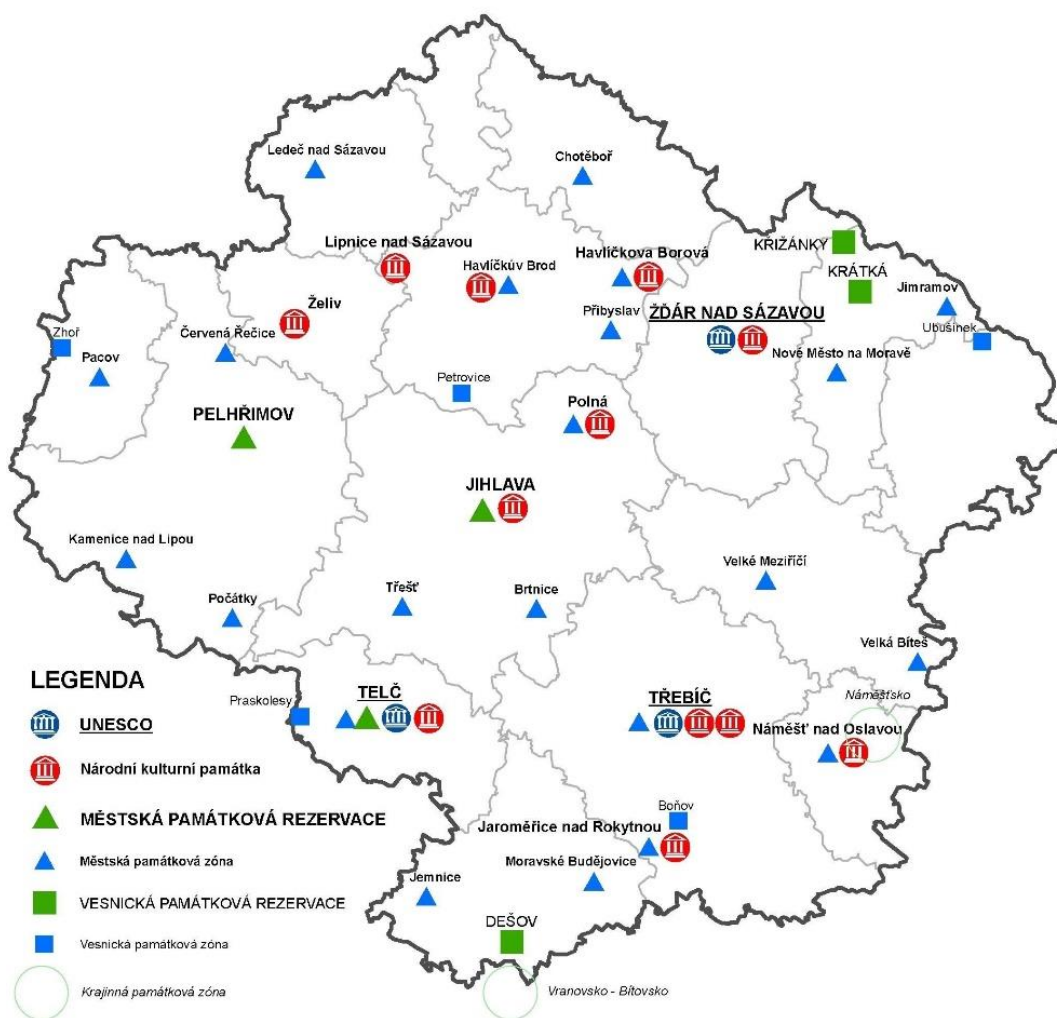 Ledeč nad Sázavou
Chotěboř
Lipnice nad Sázavou
Havlíčkův Brod
Havlíčkova Borová
KŘIŽÁNKY
KRÁTKÁ
Jimramov
Želiv
Přibyslav
ŽĎÁR NAD SÁZAVOU
Ubušínek
Zhoř
Pacov
Červená Řečice
Nové Město na Moravě
Petrovice
Polná
PELHŘIMOV
JIHLAVA
Kamenice nad Lipou
Velké Meziříčí
Počátky
Třešť
Brtnice
Velká Bíteš
LEGENDA
Praskolesy
TELČ
TŘEBÍČ
Náměšťsko
Náměšť nad Oslavou
UNESCO
Národní kulturní památka
MĚSTSKÁ PAMÁTKOVÁ REZERVACE
Boňov
Jaroměřice nad Rokytnou
Městská památková zóna
Moravské Budějovice
Jemnice
VESNICKÁ PAMÁTKOVÁ REZERVACE
DEŠOV
Vesnická památková zóna
Krajinná památková zóna
Vranovsko - Bítovsko